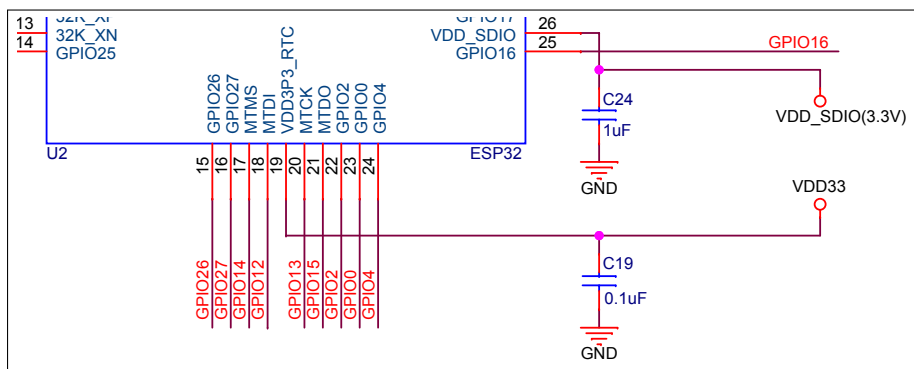 13
32K_XP
GPIO17
32K_XN
VDD_SDIO
26
14
GPIO25
GPIO16
25
GPIO16
GPIO26
GPIO27
MTMS
MTDI
VDD3P3_RTC
MTCK
MTDO
GPIO2
GPIO0
GPIO4
C24
1uF
VDD_SDIO(3.3V)
U2
ESP32
15
16
17
18
19
20
21
22
23
24
GND
VDD33
GPIO26
GPIO27
GPIO14
GPIO12
GPIO13
GPIO15
GPIO2
GPIO0
GPIO4
C19
0.1uF
GND